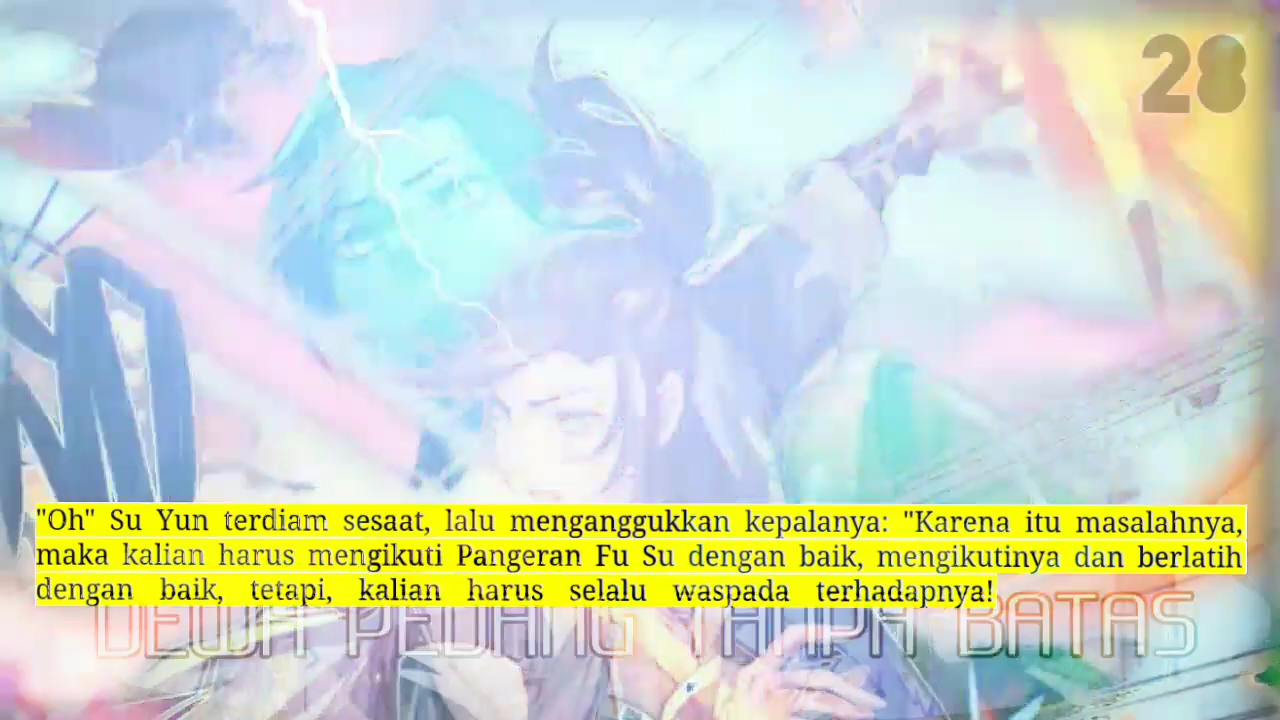 28
"Oh" Su Yun terdiam sesaat, lalu menganggukkan kepalanya: "Karena itu masalahnya,
maka kalian harus mengikuti Pangeran Fu Su dengan baik, mengikutinya dan berlatih
dengan baik, tetapi, kalian harus selalu waspada terhadapnya!
DEWA PEDANG TANPA BATAS